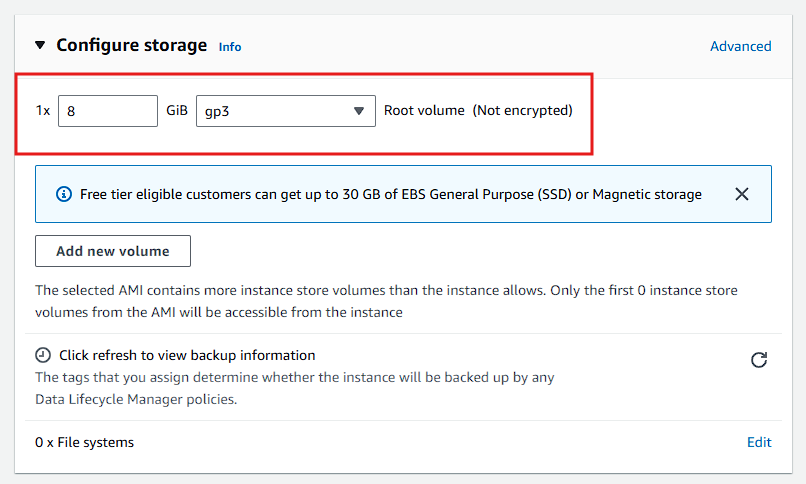 Configure storage Info Advanced
1x 8 GiB gp3 Root volume (Not encrypted)
Free tier eligible customers can get up to 30 GB of EBS General Purpose (SSD) or Magnetic storage
Add new volume
The selected AMI contains more instance store volumes than the instance allows. Only the first 0 instance store
volumes from the AMI will be accessible from the instance
Click refresh to view backup information
The tags that you assign determine whether the instance will be backed up by any
Data Lifecycle Manager policies.
0 x File systems Edit